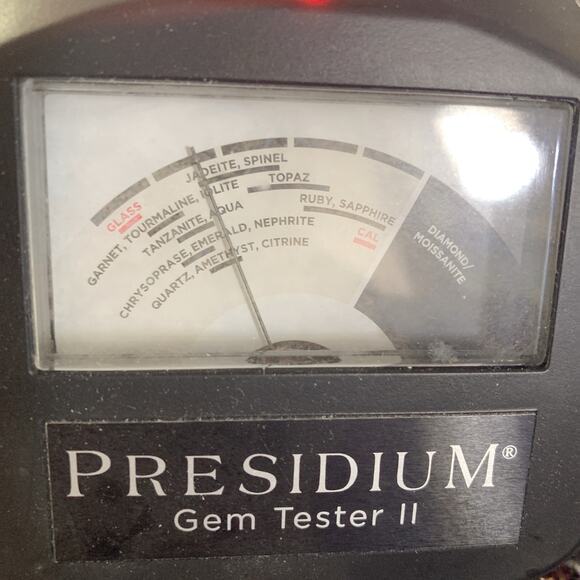 JADEITE, SPINEL
GLASS
GARNET, TOURMALINE, IOLITE
TOPAZ
TANZANITE, AQUA
RUBY, SAPPHIRE
CHRYSOPRASE, EMERALD, NEPHRITE
CAL
QUARTZ, AMETHYST, CITRINE
DIAMOND/
MOISSANITE
PRESIDIUM®
Gem Tester II